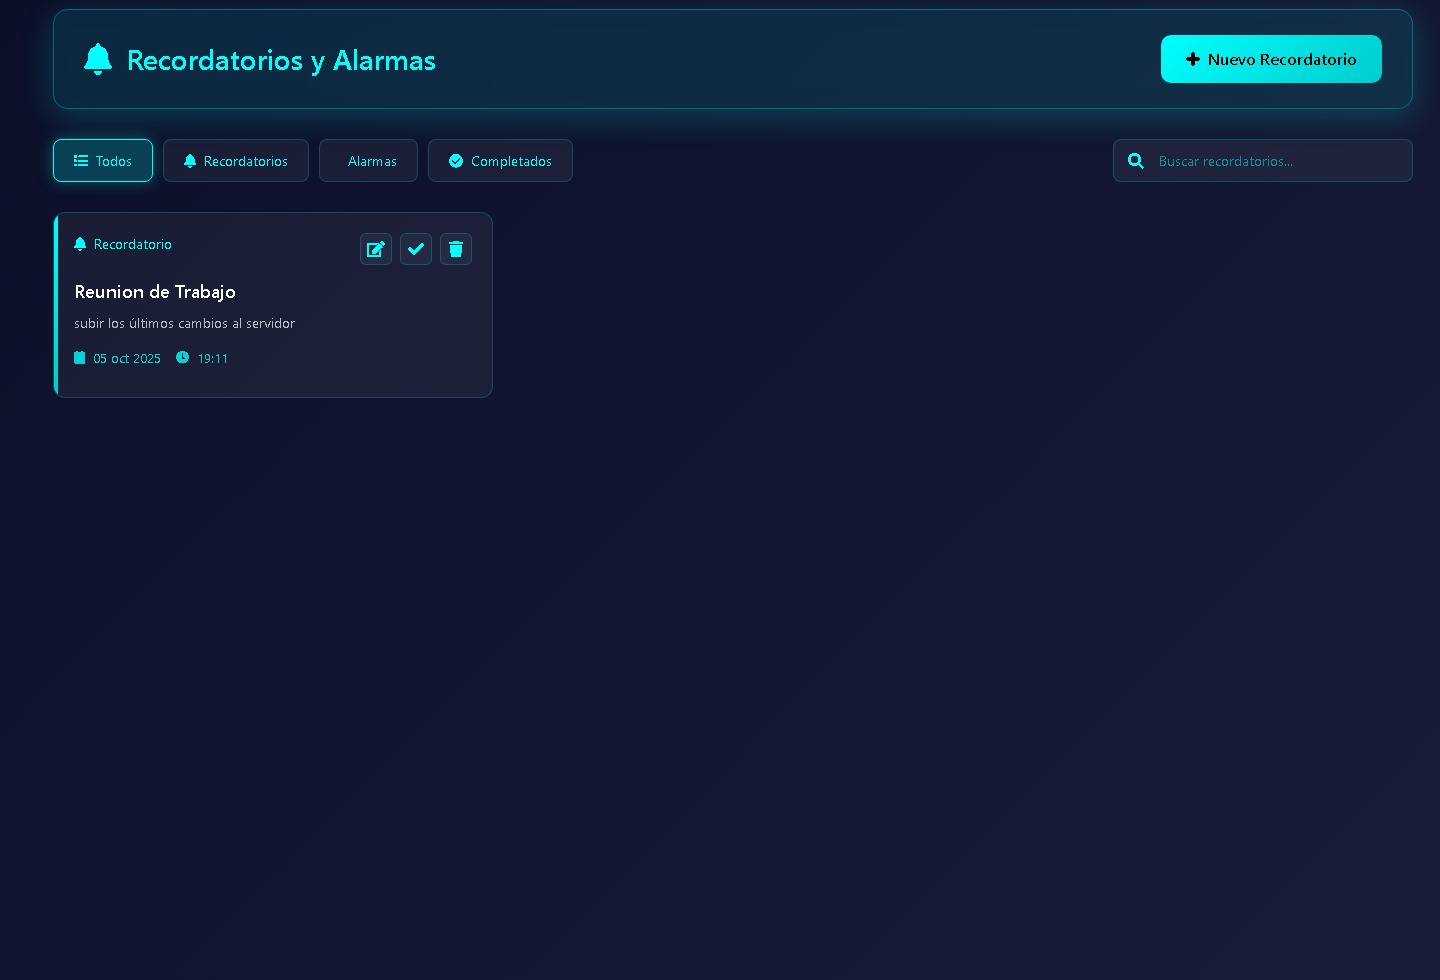 Recordatorios y Alarmas
Nuevo Recordatorio
Todos
Recordatorios
Alarmas
Completados
Buscar recordatorios...
Recordatorio
Reunion de Trabajo
subir los últimos cambios al servidor
05 oct 2025 19:11